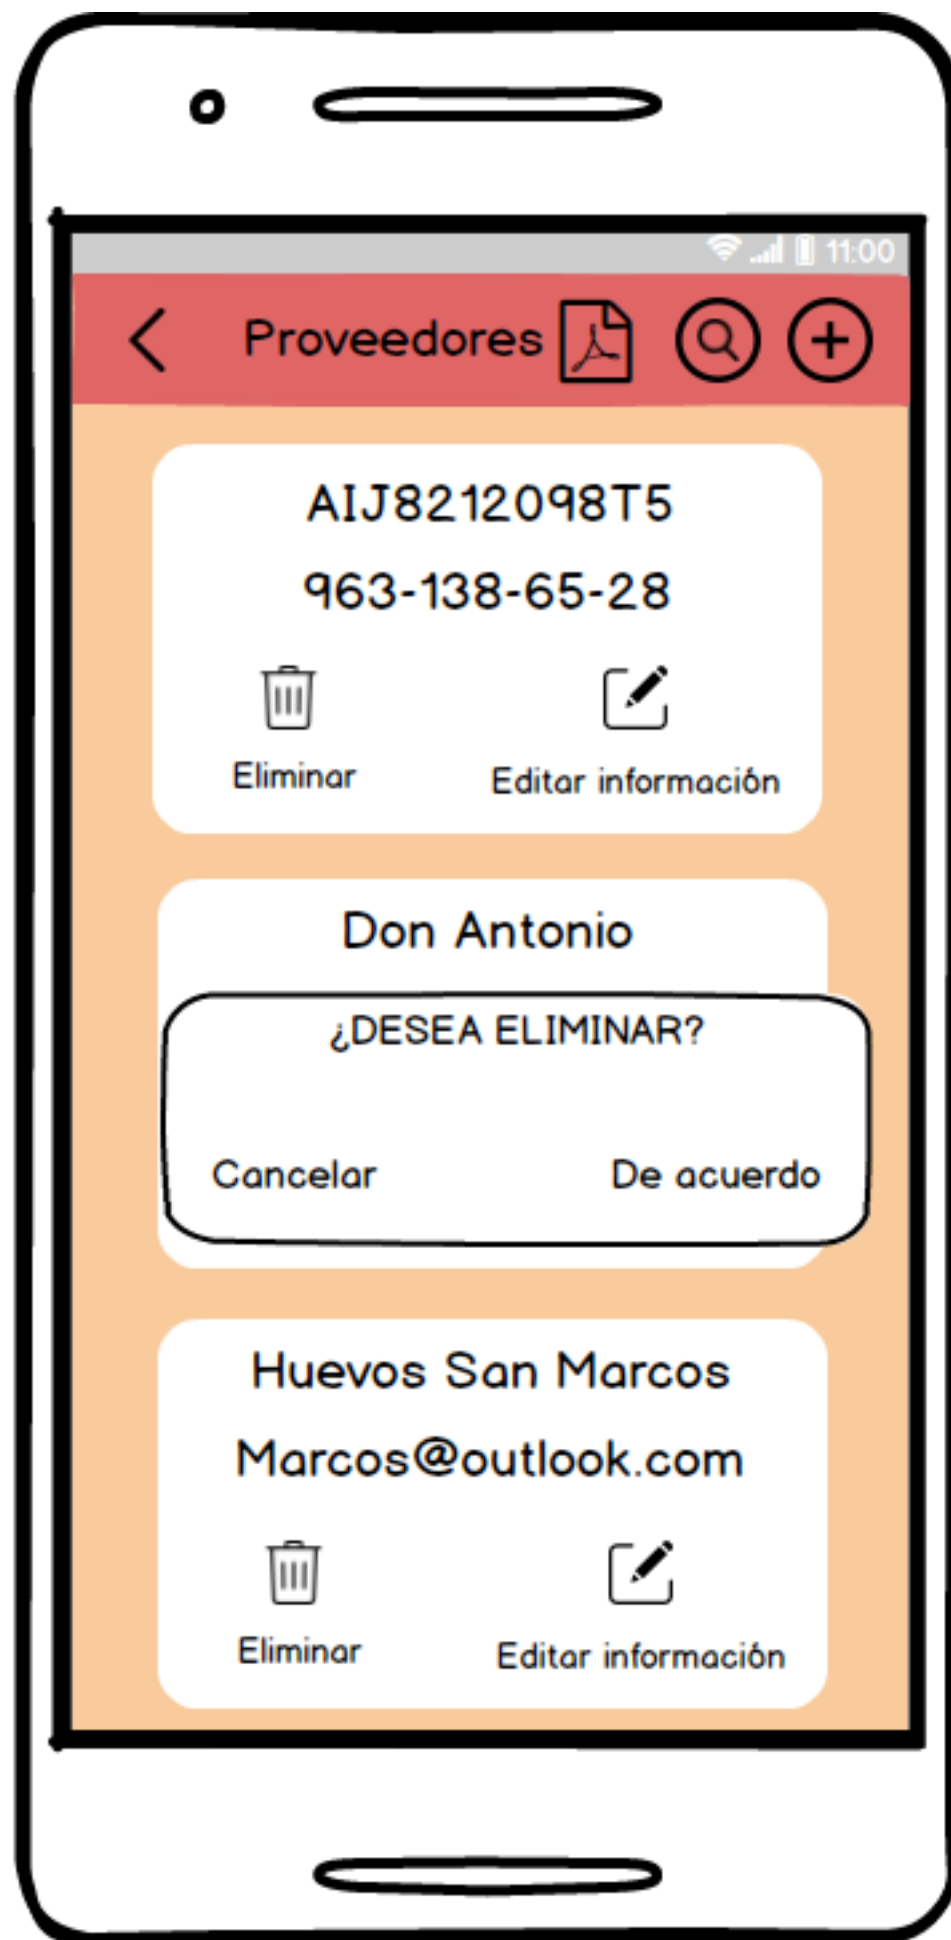 11:00
Proveedores
AIJ8212098T5
963-138-65-28
Eliminar
Editar información
Don Antonio
¿DESEA ELIMINAR?
Cancelar
De acuerdo
Huevos San Marcos
Marcos@outlook.com
Eliminar
Editar información